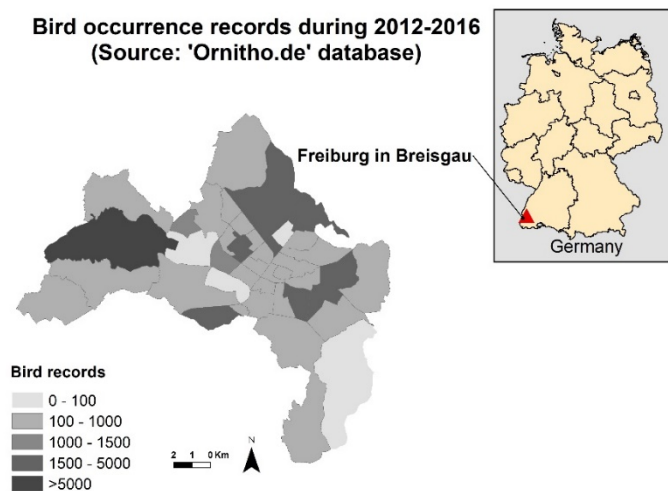 Bird occurrence records during 2012-2016
(Source: 'Ornitho.de' database)
Freiburg in Breisgau
Germany
Bird records
0 - 100
100 - 1000
1000 - 1500
1500 - 5000
>5000
2 1 0 Km
N